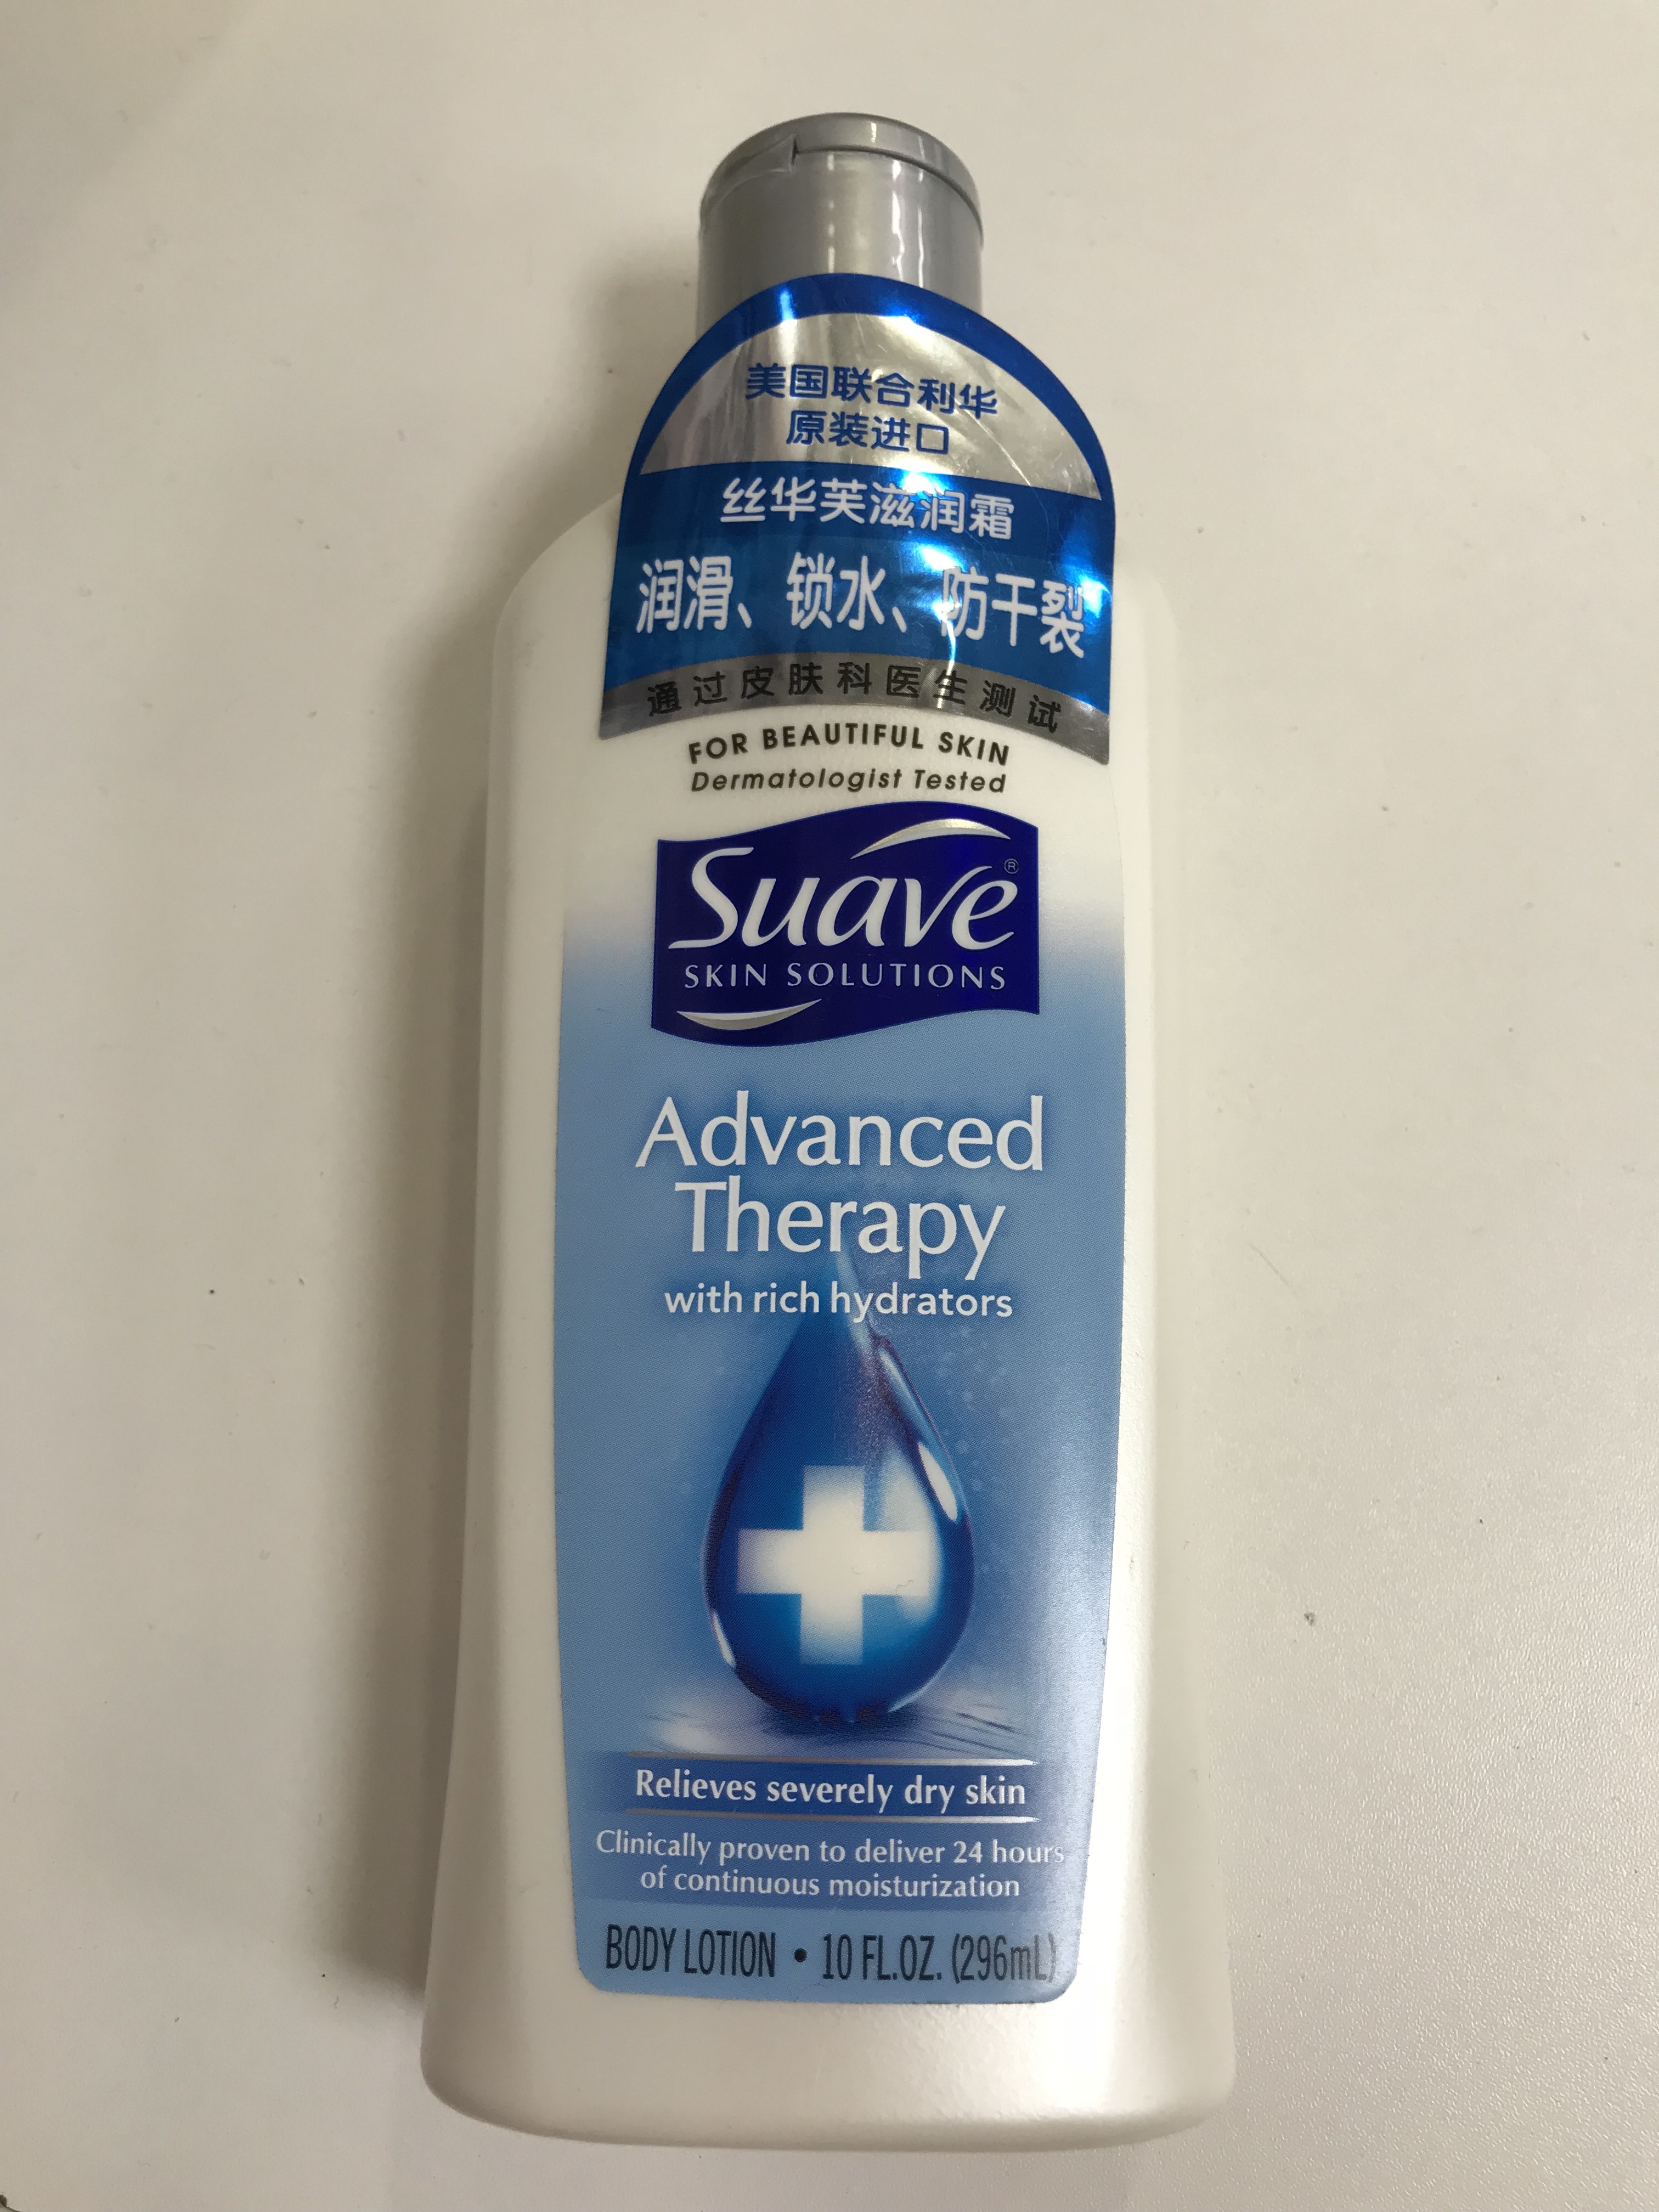 美国联合利华
原装进口
丝华芙滋润霜
润滑、锁水、防干裂
通过皮肤科医生测试
FOR BEAUTIFUL SKIN
Dermatologist Tested
Suave®
SKIN SOLUTIONS
Advanced
Therapy
with rich hydrators
Relieves severely dry skin
Clinically proven to deliver 24 hours
of continuous moisturization
BODY LOTION • 10 FL.OZ. (296mL)